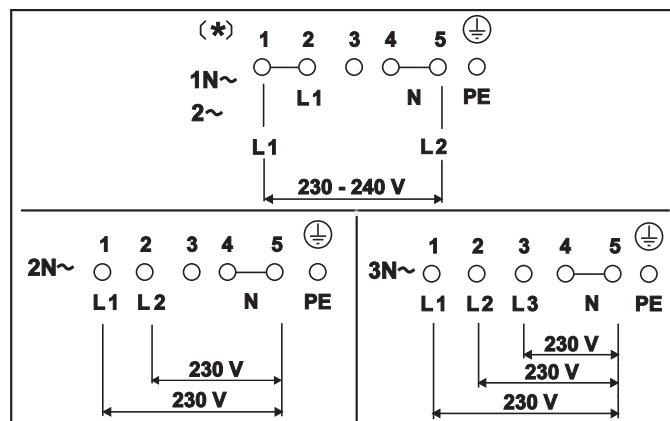 (*) 1 2 3 4 5
1N~ L1 N PE
2~
L1 L2
230 - 240 V
1 2 3 4 5
2N~
L1 L2 N PE
230 V
230 V
1 2 3 4 5
3N~
L1 L2 L3 N PE
230 V
230 V
230 V